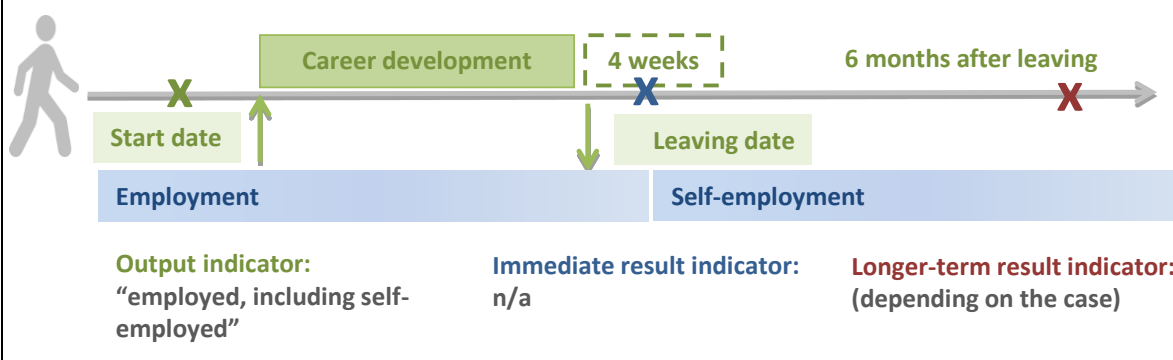 Career development
4 weeks
6 months after leaving
X
X
X
Start date
Leaving date
Employment
Self-employment
Output indicator:
“employed, including self-
employed”
Immediate result indicator:
n/a
Longer-term result indicator:
(depending on the case)